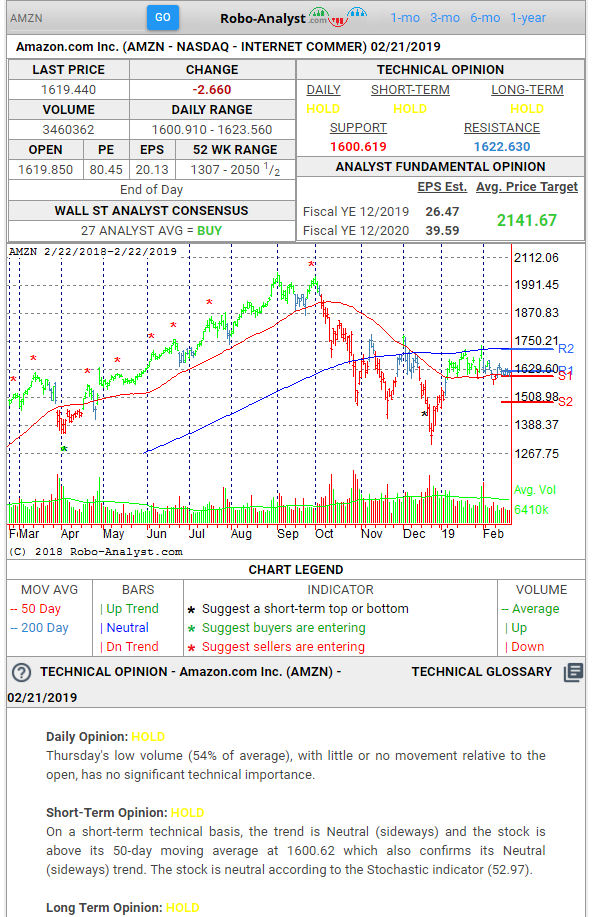 AMZN GO Robo-Analyst .com 1-mo 3-mo 6-mo 1-year
Amazon.com Inc. (AMZN - NASDAQ - INTERNET COMMER) 02/21/2019
LAST PRICE CHANGE
1619.440 -2.660
VOLUME DAILY RANGE
3460362 1600.910 - 1623.560
OPEN PE EPS 52 WK RANGE
1619.850 80.45 20.13 1307 - 2050 1/2
End of Day
WALL ST ANALYST CONSENSUS
27 ANALYST AVG = BUY
TECHNICAL OPINION
DAILY SHORT-TERM LONG-TERM
HOLD HOLD HOLD
SUPPORT RESISTANCE
1600.619 1622.630
ANALYST FUNDAMENTAL OPINION
EPS Est. Avg. Price Target
Fiscal YE 12/2019 26.47
2141.67
Fiscal YE 12/2020 39.59
AMZN 2/22/2018-2/22/2019
2112.06
1991.45
1870.83
1750.21
R2
1629.60
R1
S1
1508.98
S2
1388.37
1267.75
Avg. Vol
6410k
F Mar Apr May Jun Jul Aug Sep Oct Nov Dec 19 Feb
(C) 2018 Robo-Analyst.com
CHART LEGEND
MOV AVG BARS INDICATOR VOLUME
-- 50 Day | Up Trend * Suggest a short-term top or bottom -- Average
-- 200 Day | Neutral * Suggest buyers are entering | Up
| Dn Trend * Suggest sellers are entering | Down
? TECHNICAL OPINION - Amazon.com Inc. (AMZN) - TECHNICAL GLOSSARY
02/21/2019
Daily Opinion: HOLD
Thursday's low volume (54% of average), with little or no movement relative to the
open, has no significant technical importance.
Short-Term Opinion: HOLD
On a short-term technical basis, the trend is Neutral (sideways) and the stock is
above its 50-day moving average at 1600.62 which also confirms its Neutral
(sideways) trend. The stock is neutral according to the Stochastic indicator (52.97).
Long Term Opinion: HOLD